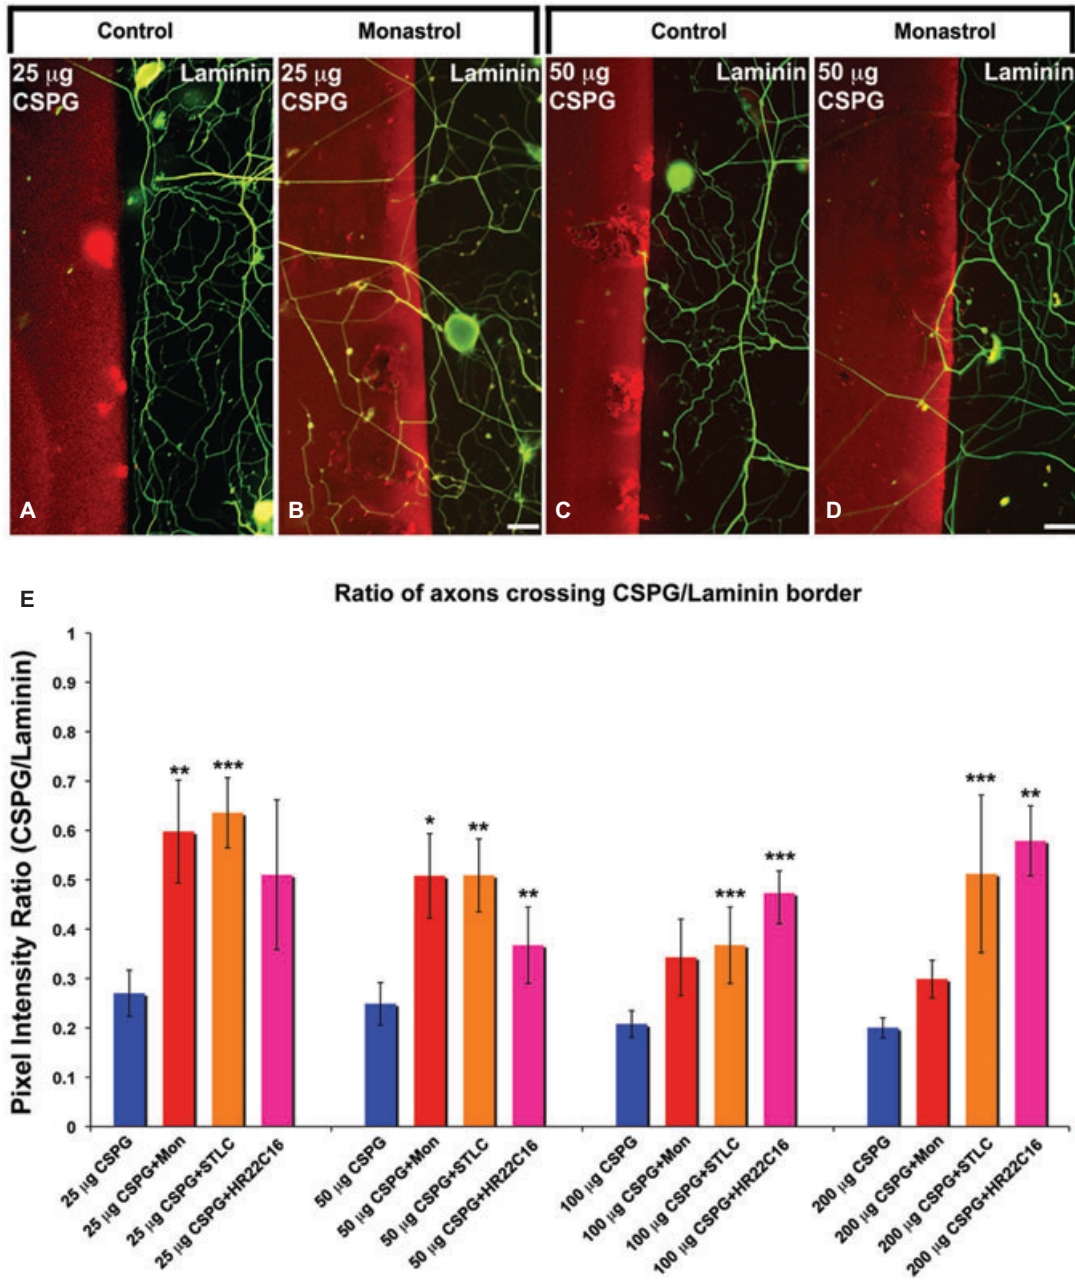 Control Monastrol Control Monastrol
25 µg Laminin 25 µg Laminin 50 µg Laminin 50 µg Laminin
CSPG CSPG CSPG CSPG
A B C D
E
Ratio of axons crossing CSPG/Laminin border
Pixel Intensity Ratio (CSPG/Laminin)
1
0.9
0.8
0.7
0.6
0.5
0.4
0.3
0.2
0.1
0
** *** * ** ** *** *** *** **
25 µg CSPG
25 µg CSPG+Mon
25 µg CSPG+STLC
25 µg CSPG+HR22C16
50 µg CSPG
50 µg CSPG+Mon
50 µg CSPG+STLC
50 µg CSPG+HR22C16
100 µg CSPG
100 µg CSPG+Mon
100 µg CSPG+STLC
100 µg CSPG+HR22C16
200 µg CSPG
200 µg CSPG+Mon
200 µg CSPG+STLC
200 µg CSPG+HR22C16